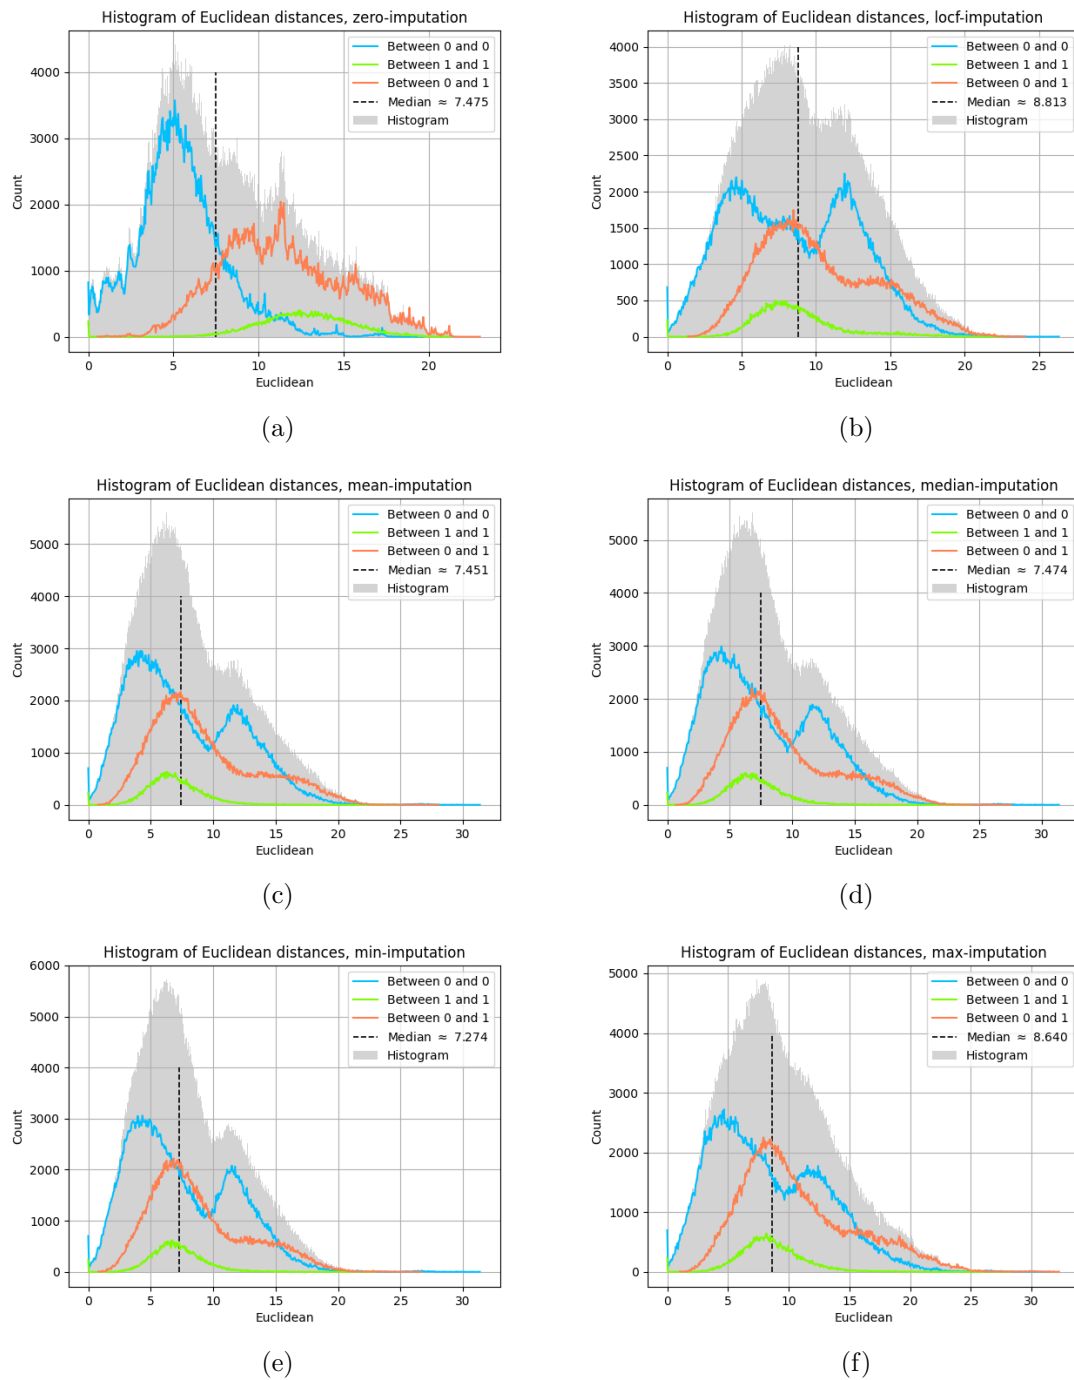 Histogram of Euclidean distances, zero-imputation
Between 0 and 0
Between 1 and 1
Between 0 and 1
Median ≈ 7.475
Histogram
Count
4000
3000
2000
1000
0
0 5 10 15 20
Euclidean
(a)
Histogram of Euclidean distances, locf-imputation
Between 0 and 0
Between 1 and 1
Between 0 and 1
Median ≈ 8.813
Histogram
Count
4000
3500
3000
2500
2000
1500
1000
500
0
0 5 10 15 20 25
Euclidean
(b)
Histogram of Euclidean distances, mean-imputation
Between 0 and 0
Between 1 and 1
Between 0 and 1
Median ≈ 7.451
Histogram
Count
5000
4000
3000
2000
1000
0
0 5 10 15 20 25 30
Euclidean
(c)
Histogram of Euclidean distances, median-imputation
Between 0 and 0
Between 1 and 1
Between 0 and 1
Median ≈ 7.474
Histogram
Count
5000
4000
3000
2000
1000
0
0 5 10 15 20 25 30
Euclidean
(d)
Histogram of Euclidean distances, min-imputation
Between 0 and 0
Between 1 and 1
Between 0 and 1
Median ≈ 7.274
Histogram
Count
6000
5000
4000
3000
2000
1000
0
0 5 10 15 20 25 30
Euclidean
(e)
Histogram of Euclidean distances, max-imputation
Between 0 and 0
Between 1 and 1
Between 0 and 1
Median ≈ 8.640
Histogram
Count
5000
4000
3000
2000
1000
0
0 5 10 15 20 25 30
Euclidean
(f)